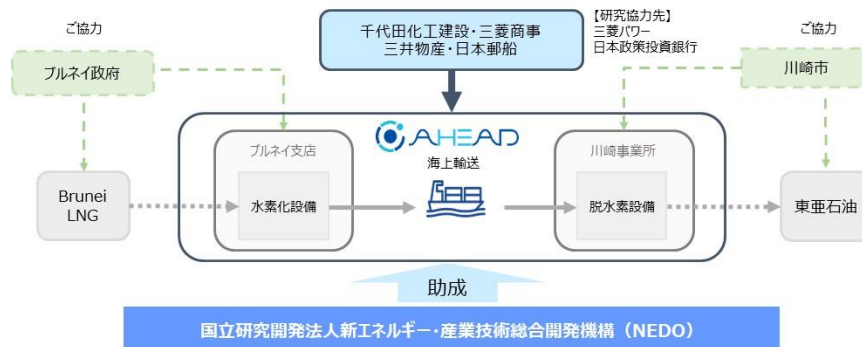 ご協力
千代田化工建設・三菱商事
三井物産・日本郵船
【研究協力先】
三菱パワー
日本政策投資銀行
ご協力
ブルネイ政府
川崎市
AHEAD
ブルネイ支店
海上輸送
川崎事業所
Brunei
LNG
水素化設備
脱水素設備
東亜石油
助成
国立研究開発法人新エネルギー・産業技術総合開発機構（NEDO）